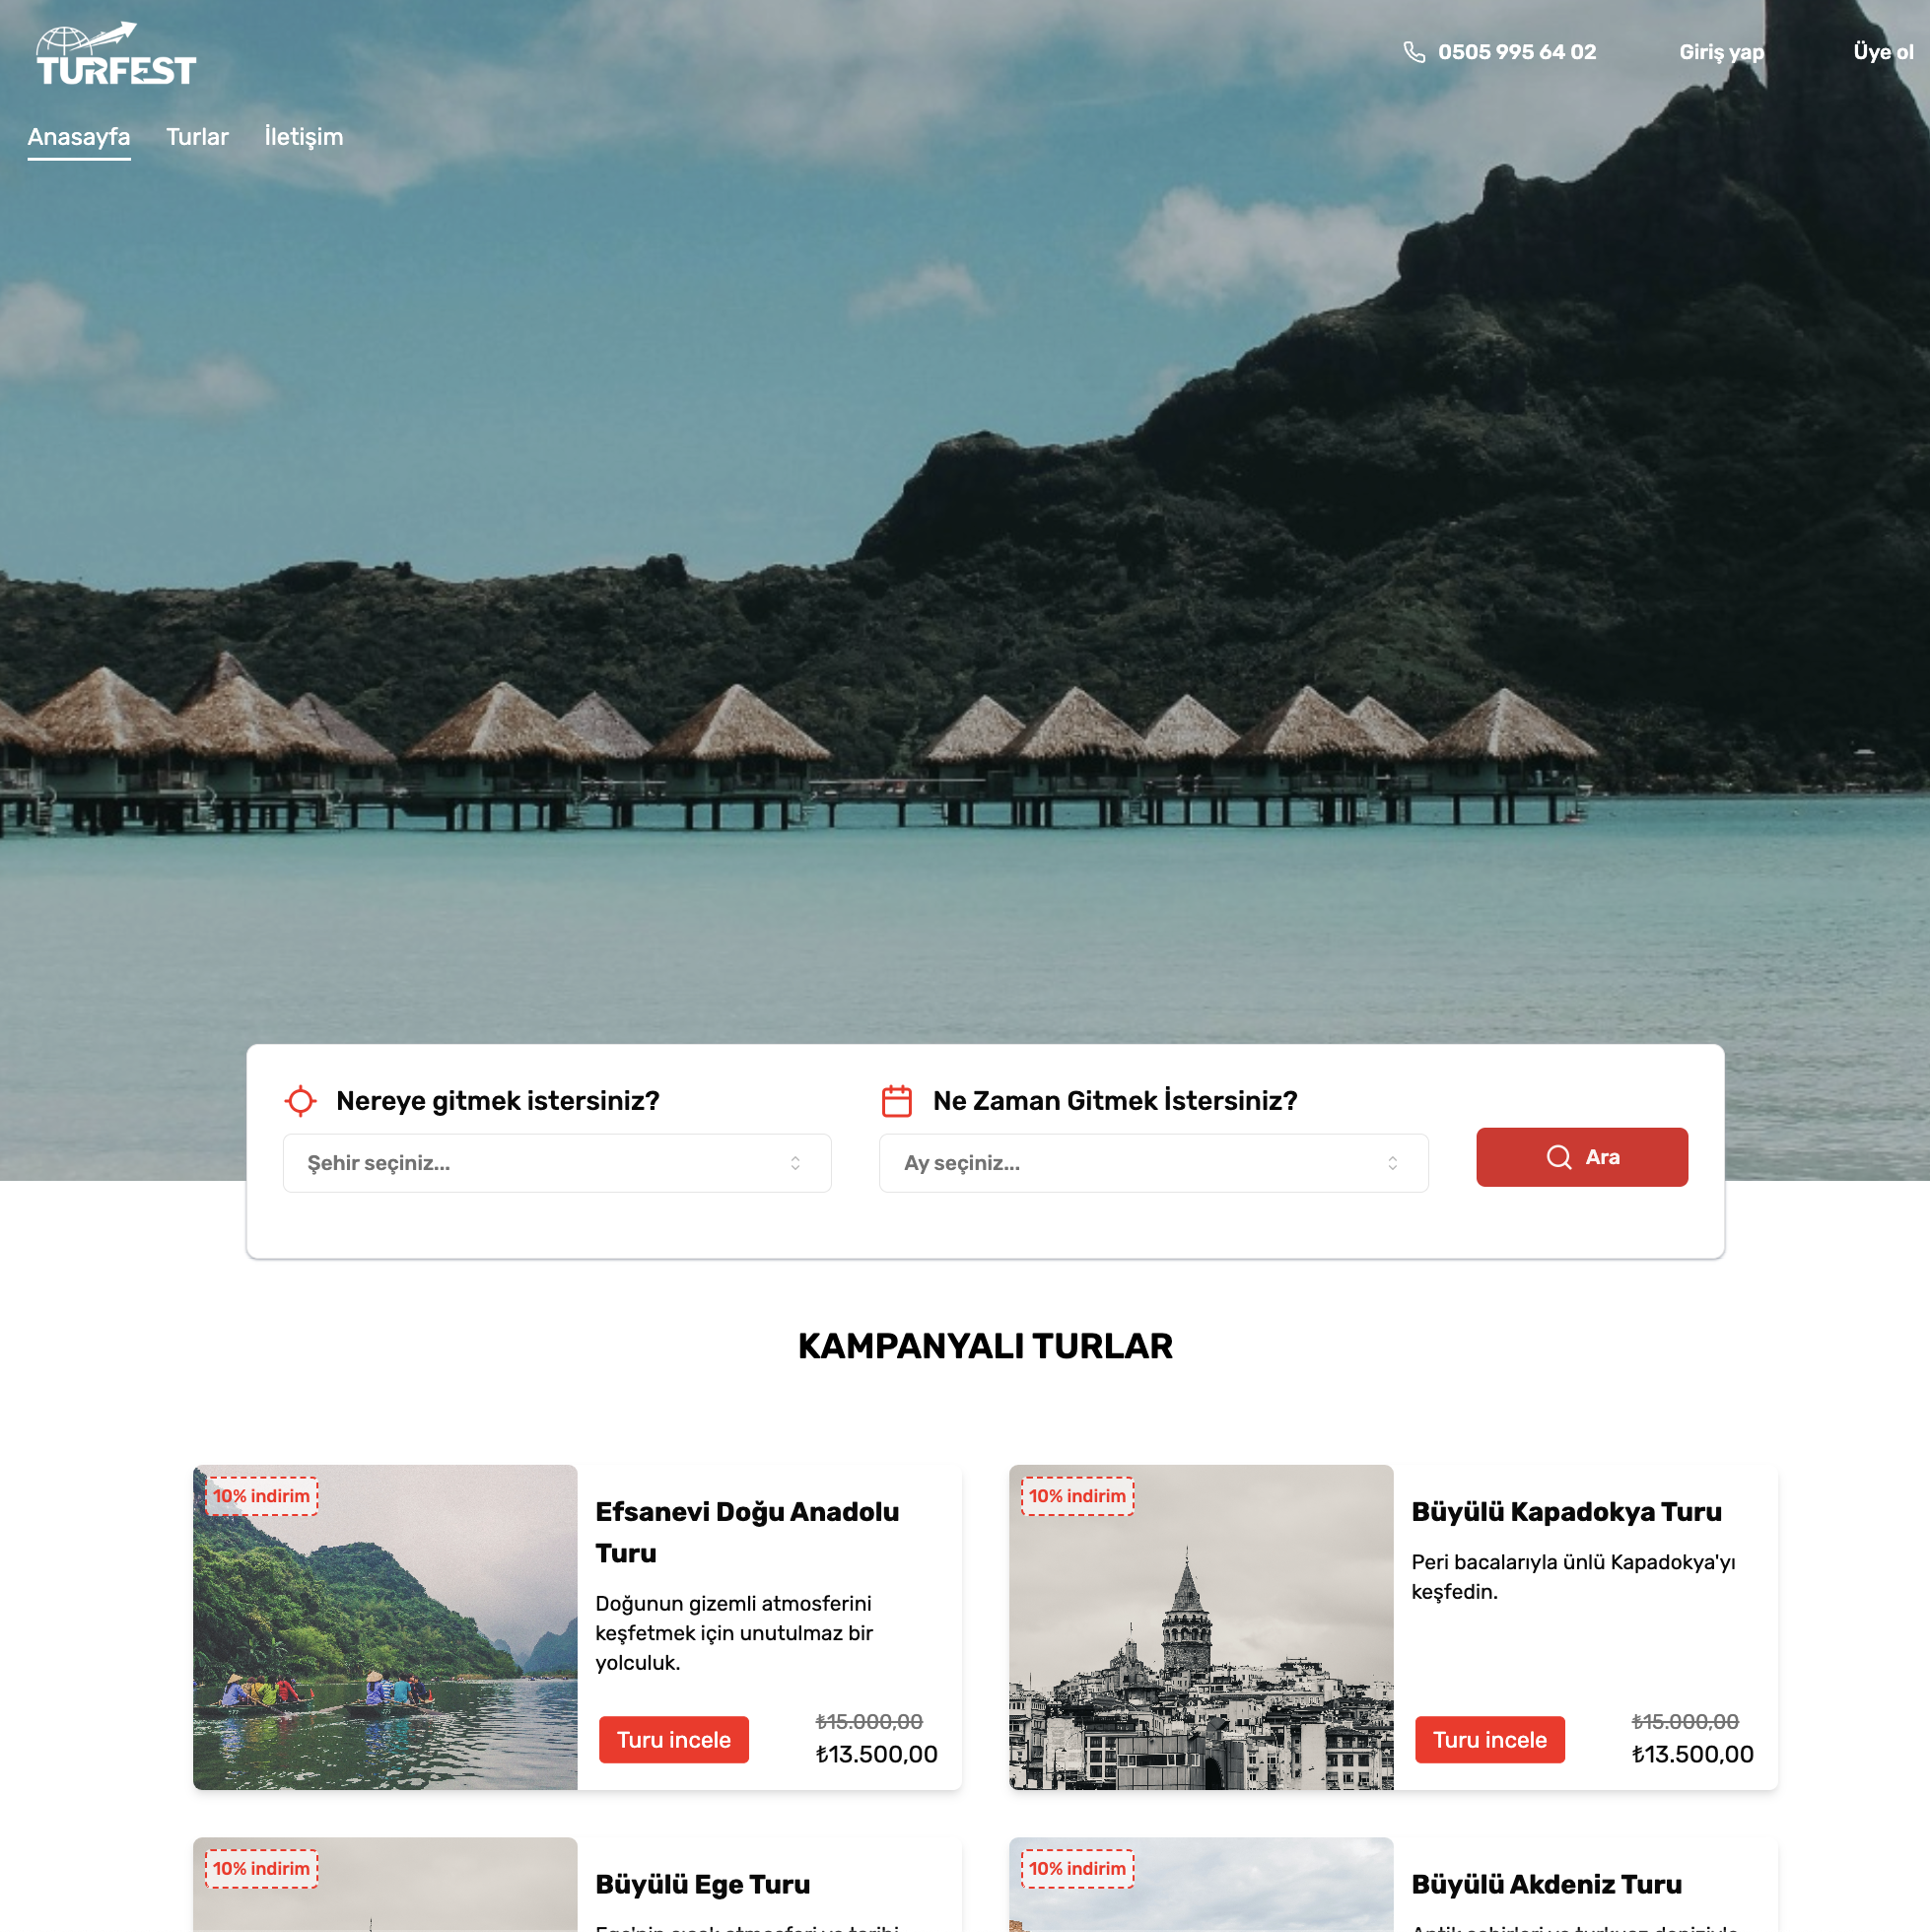 TURFEST
0505 995 64 02
Giriş yap
Üye ol
Anasayfa
Turlar
İletişim
Nereye gitmek istersiniz?
Şehir seçiniz...
Ne Zaman Gitmek İstersiniz?
Ay seçiniz...
Ara
KAMPANYALI TURLAR
10% indirim
Efsanevi Doğu Anadolu
Turu
Doğunun gizemli atmosferini
keşfetmek için unutulmaz bir
yolculuk.
Turu incele
₺15.000,00
₺13.500,00
10% indirim
Büyülü Kapadokya Turu
Peri bacalarıyla ünlü Kapadokya'yı
keşfedin.
Turu incele
₺15.000,00
₺13.500,00
10% indirim
Büyülü Ege Turu
10% indirim
Büyülü Akdeniz Turu